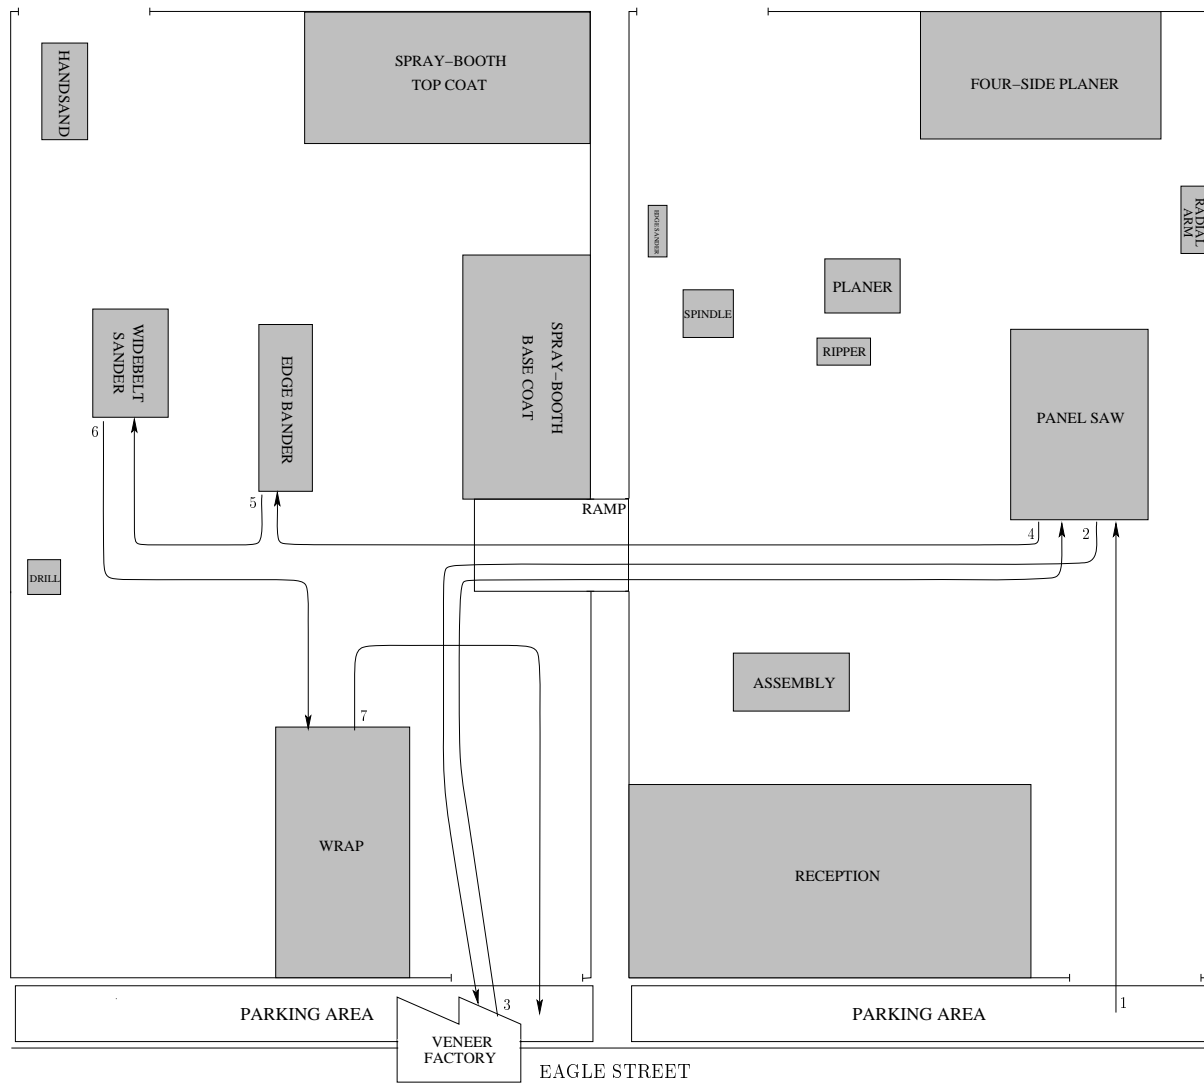 HANDSAND
SPRAY–BOOTH
TOP COAT
FOUR–SIDE PLANER
EDGE SANDER
RADIAL
ARM
PLANER
SPINDLE
RIPPER
WIDEBELT
SANDER
EDGE BANDER
SPRAY–BOOTH
BASE COAT
PANEL SAW
6
5
RAMP
4
2
DRILL
ASSEMBLY
7
WRAP
RECEPTION
3
1
PARKING AREA
PARKING AREA
VENEER
FACTORY
EAGLE STREET